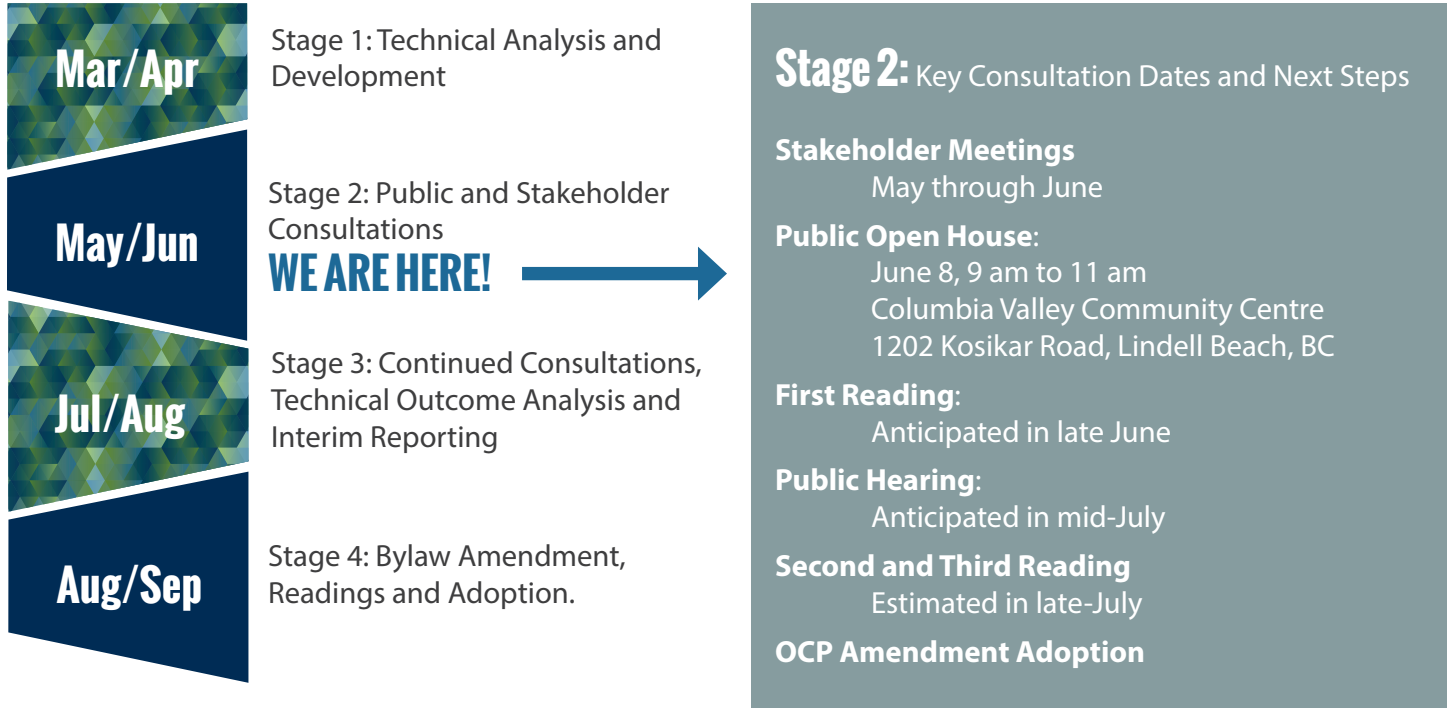 Mar/Apr
Stage 1: Technical Analysis and
Development
May/Jun
Stage 2: Public and Stakeholder
Consultations
WE ARE HERE!
Jul/Aug
Stage 3: Continued Consultations,
Technical Outcome Analysis and
Interim Reporting
Aug/Sep
Stage 4: Bylaw Amendment,
Readings and Adoption.
Stage 2: Key Consultation Dates and Next Steps
Stakeholder Meetings
May through June
Public Open House:
June 8, 9 am to 11 am
Columbia Valley Community Centre
1202 Kosikar Road, Lindell Beach, BC
First Reading:
Anticipated in late June
Public Hearing:
Anticipated in mid-July
Second and Third Reading
Estimated in late-July
OCP Amendment Adoption